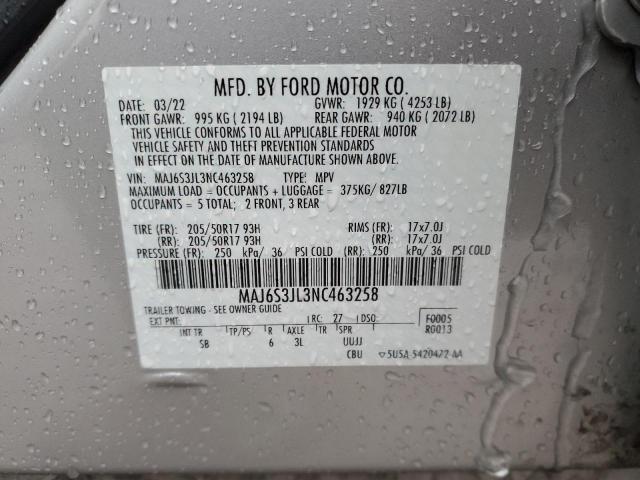 MFD. BY FORD MOTOR CO.
DATE: 03/22 GVWR: 1929 KG ( 4253 LB)
FRONT GAWR: 995 KG ( 2194 LB) REAR GAWR: 940 KG ( 2072 LB)
THIS VEHICLE CONFORMS TO ALL APPLICABLE FEDERAL MOTOR
VEHICLE SAFETY AND THEFT PREVENTION STANDARDS
IN EFFECT ON THE DATE OF MANUFACTURE SHOWN ABOVE.
VIN: MAJ6S3JL3NC463258 TYPE: MPV
MAXIMUM LOAD = OCCUPANTS + LUGGAGE = 375KG/ 827LB
OCCUPANTS = 5 TOTAL; 2 FRONT, 3 REAR
TIRE (FR): 205/50R17 93H RIMS (FR): 17x7.0J
(RR): 205/50R17 93H (RR): 17x7.0J
PRESSURE (FR): 250 kPa/ 36 PSI COLD (RR): 250 kPa/ 36 PSI COLD
MAJ6S3JL3NC463258
TRAILER TOWING - SEE OWNER GUIDE
EXT PNT: RC: 27 DSO: F0005
R0013
INT TR TP/PS R AXLE TR SPR
SB 6 3L UUJJ
CBU 5U5A-5420472-AA